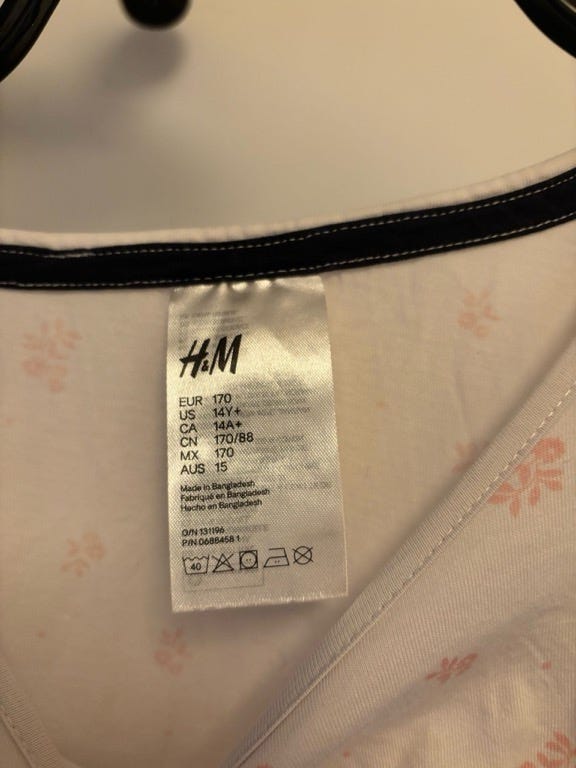 H&M
EUR 170
US 14Y+
CA 14A+
CN 170/88
MX 170
AUS 15
Made in Bangladesh
Fabriqué en Bangladesh
Hecho en Bangladesh
O/N 131196
P/N 0688458 1
40